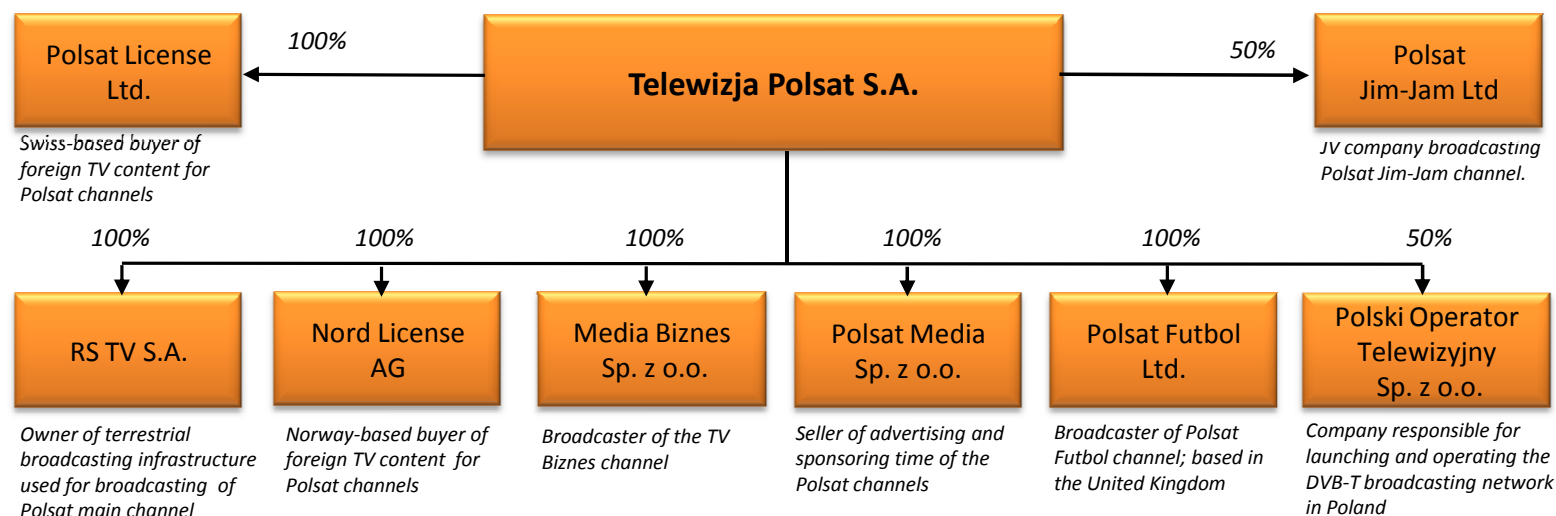 Polsat License
Ltd.
100%
Telewizja Polsat S.A.
50%
Polsat
Jim-Jam Ltd
Swiss-based buyer of
foreign TV content for
Polsat channels
JV company broadcasting
Polsat Jim-Jam channel.
100%
100%
100%
100%
100%
50%
RS TV S.A.
Nord License
AG
Media Biznes
Sp. z o.o.
Polsat Media
Sp. z o.o.
Polsat Futbol
Ltd.
Polski Operator
Telewizyjny
Sp. z o.o.
Owner of terrestrial
broadcasting infrastructure
used for broadcasting of
Polsat main channel
Norway-based buyer of
foreign TV content for
Polsat channels
Broadcaster of the TV
Biznes channel
Seller of advertising and
sponsoring time of the
Polsat channels
Broadcaster of Polsat
Futbol channel; based in
the United Kingdom
Company responsible for
launching and operating the
DVB-T broadcasting network
in Poland